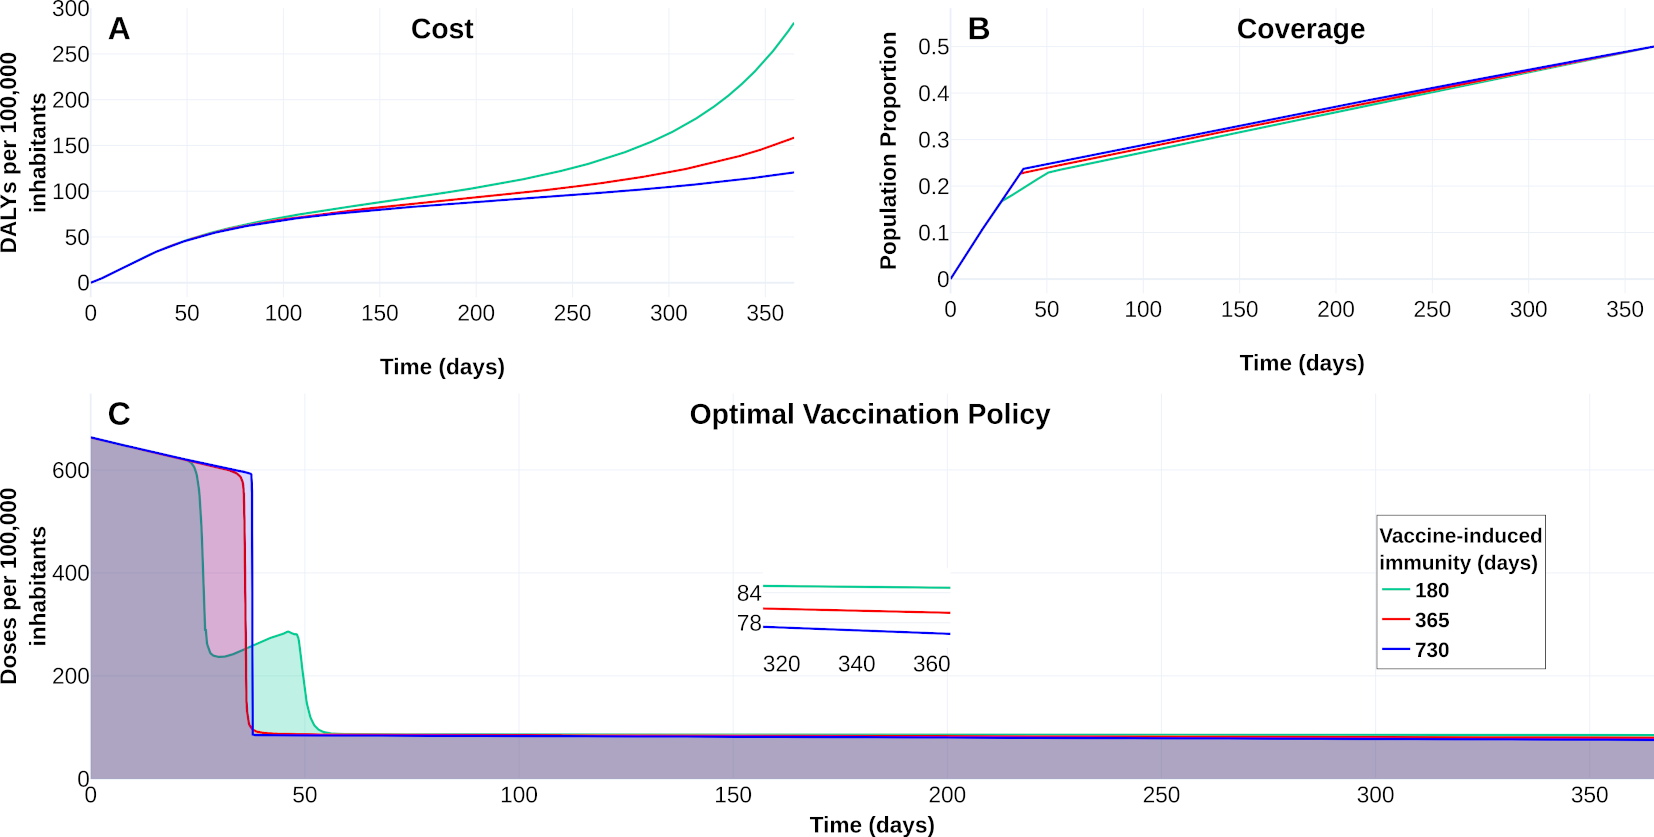 A
Cost
300
250
200
150
100
50
0
DALYs per 100,000
inhabitants
0 50 100 150 200 250 300 350
Time (days)
B
Coverage
0.5
0.4
0.3
0.2
0.1
0
Population Proportion
0 50 100 150 200 250 300 350
Time (days)
C
Optimal Vaccination Policy
600
400
200
0
Doses per 100,000
inhabitants
84
78
320 340 360
Vaccine-induced
immunity (days)
180
365
730
0 50 100 150 200 250 300 350
Time (days)